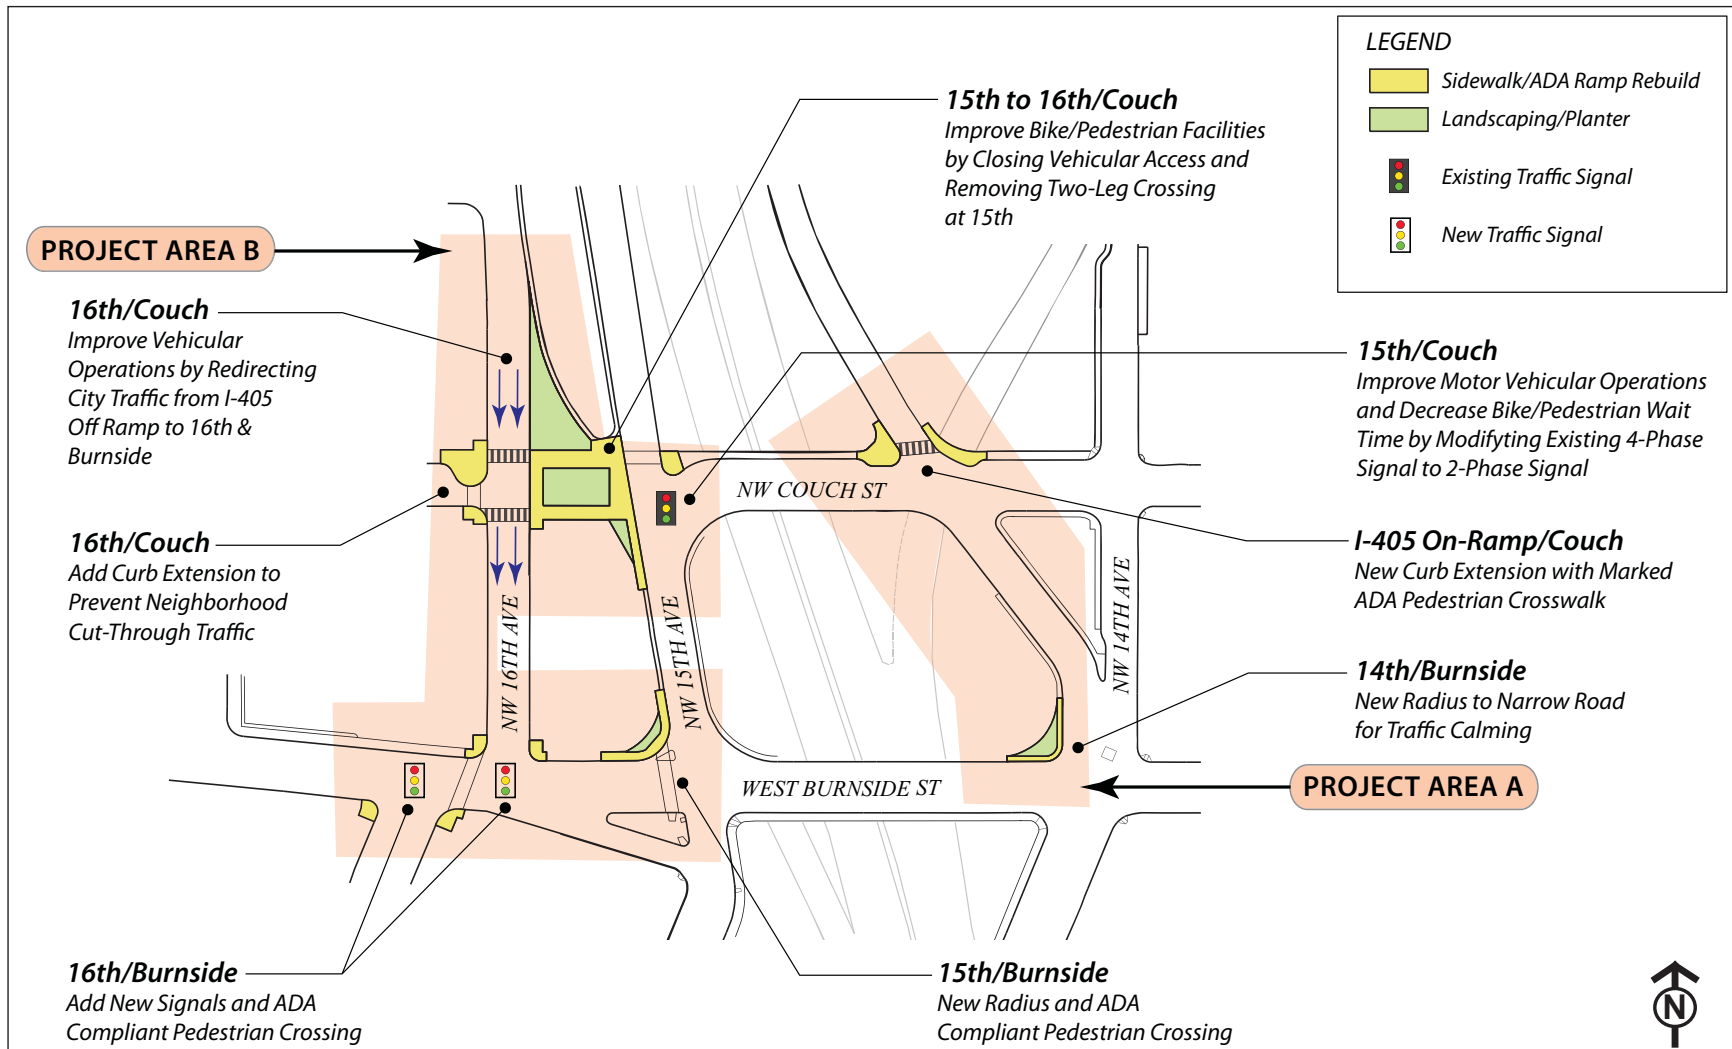 LEGEND
Sidewalk/ADA Ramp Rebuild
Landscaping/Planter
Existing Traffic Signal
New Traffic Signal
15th to 16th/Couch
Improve Bike/Pedestrian Facilities
by Closing Vehicular Access and
Removing Two-Leg Crossing
at 15th
PROJECT AREA B
16th/Couch
Improve Vehicular
Operations by Redirecting
City Traffic from I-405
Off Ramp to 16th &
Burnside
15th/Couch
Improve Motor Vehicular Operations
and Decrease Bike/Pedestrian Wait
Time by Modifyting Existing 4-Phase
Signal to 2-Phase Signal
NW COUCH ST
16th/Couch
Add Curb Extension to
Prevent Neighborhood
Cut-Through Traffic
I-405 On-Ramp/Couch
New Curb Extension with Marked
ADA Pedestrian Crosswalk
NW 16TH AVE
NW 15TH AVE
NW 14TH AVE
14th/Burnside
New Radius to Narrow Road
for Traffic Calming
WEST BURNSIDE ST
PROJECT AREA A
16th/Burnside
Add New Signals and ADA
Compliant Pedestrian Crossing
15th/Burnside
New Radius and ADA
Compliant Pedestrian Crossing
N